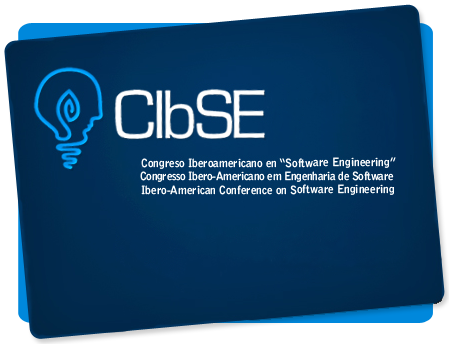 CIbSE
Congreso Iberoamericano en "Software Engineering"
Congresso Ibero-Americano em Engenharia de Software
Ibero-American Conference on Software Engineering